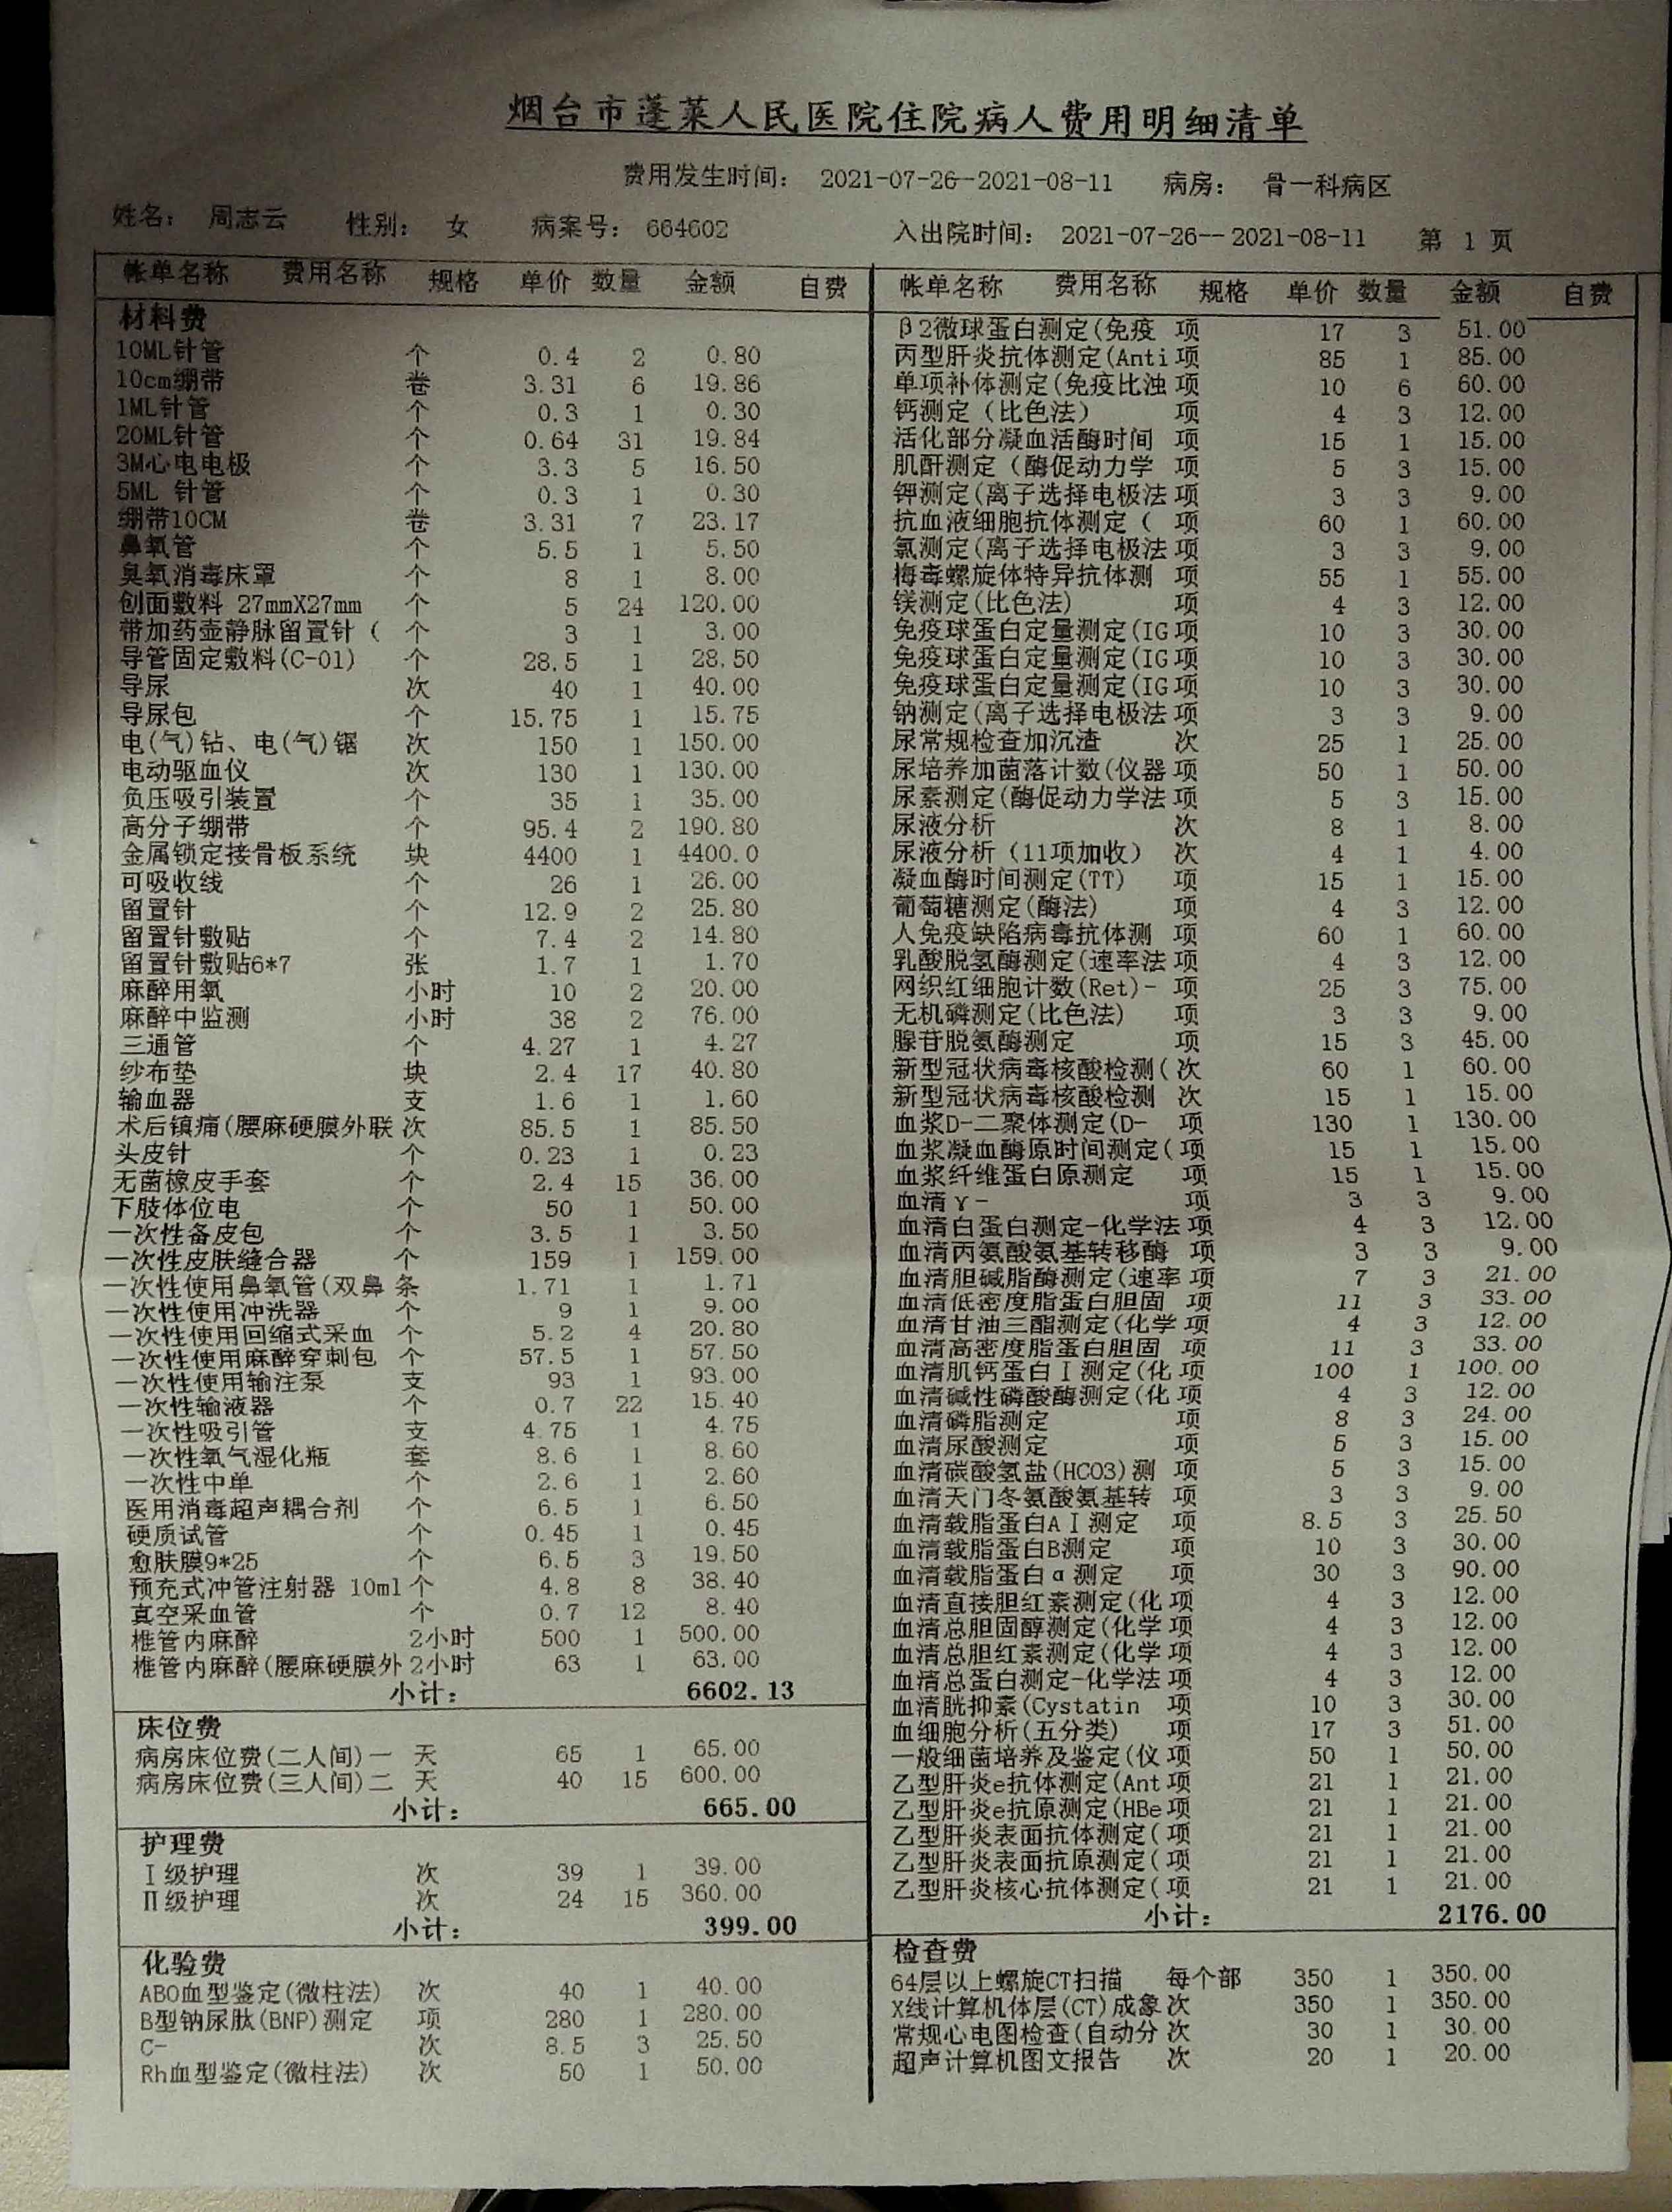 烟台市蓬莱人民医院住院病人费用明细清单
费用发生时间： 2021-07-26--2021-08-11 病房： 骨一科病区
姓名： 周志云 性别： 女 病案号： 664602 入出院时间： 2021-07-26-- 2021-08-11 第 1 页
帐单名称 费用名称 规格 单价 数量 金额 自费
材料费
10ML针管 个 0.4 2 0.80
10cm绷带 卷 3.31 6 19.86
1ML针管 个 0.3 1 0.30
20ML针管 个 0.64 31 19.84
3M心电电极 个 3.3 5 16.50
5ML 针管 个 0.3 1 0.30
绷带10CM 卷 3.31 7 23.17
鼻氧管 个 5.5 1 5.50
臭氧消毒床罩 个 8 1 8.00
创面敷料 27mmX27mm 个 5 24 120.00
带加药壶静脉留置针 ( 个 3 1 3.00
导管固定敷料(C-01) 个 28.5 1 28.50
导尿 次 40 1 40.00
导尿包 个 15.75 1 15.75
电(气)钻、电(气)锯 次 150 1 150.00
电动驱血仪 次 130 1 130.00
负压吸引装置 个 35 1 35.00
高分子绷带 个 95.4 2 190.80
金属锁定接骨板系统 块 4400 1 4400.0
可吸收线 个 26 1 26.00
留置针 个 12.9 2 25.80
留置针敷贴 个 7.4 2 14.80
留置针敷贴6*7 张 1.7 1 1.70
麻醉用氧 小时 10 2 20.00
麻醉中监测 小时 38 2 76.00
三通管 个 4.27 1 4.27
纱布垫 块 2.4 17 40.80
输血器 支 1.6 1 1.60
术后镇痛(腰麻硬膜外联 次 85.5 1 85.50
头皮针 个 0.23 1 0.23
无菌橡皮手套 个 2.4 15 36.00
下肢体位电 个 50 1 50.00
一次性备皮包 个 3.5 1 3.50
一次性皮肤缝合器 个 159 1 159.00
一次性使用鼻氧管(双鼻 条 1.71 1 1.71
一次性使用冲洗器 个 9 1 9.00
一次性使用回缩式采血 个 5.2 4 20.80
一次性使用麻醉穿刺包 个 57.5 1 57.50
一次性使用输注泵 支 93 1 93.00
一次性输液器 个 0.7 22 15.40
一次性吸引管 支 4.75 1 4.75
一次性氧气湿化瓶 套 8.6 1 8.60
一次性中单 个 2.6 1 2.60
医用消毒超声耦合剂 个 6.5 1 6.50
硬质试管 个 0.45 1 0.45
愈肤膜9*25 个 6.5 3 19.50
预充式冲管注射器 10ml 个 4.8 8 38.40
真空采血管 个 0.7 12 8.40
椎管内麻醉 2小时 500 1 500.00
椎管内麻醉(腰麻硬膜外 2小时 63 1 63.00
小计： 6602.13
床位费
病房床位费(二人间)一 天 65 1 65.00
病房床位费(三人间)二 天 40 15 600.00
小计： 665.00
护理费
Ⅰ级护理 次 39 1 39.00
Ⅱ级护理 次 24 15 360.00
小计： 399.00
化验费
ABO血型鉴定(微柱法) 次 40 1 40.00
B型钠尿肽(BNP)测定 项 280 1 280.00
C- 次 8.5 3 25.50
Rh血型鉴定(微柱法) 次 50 1 50.00
帐单名称 费用名称 规格 单价 数量 金额 自费
β2微球蛋白测定(免疫 项 17 3 51.00
丙型肝炎抗体测定(Anti 项 85 1 85.00
单项补体测定(免疫比浊 项 10 6 60.00
钙测定（比色法） 项 4 3 12.00
活化部分凝血活酶时间 项 15 1 15.00
肌酐测定（酶促动力学 项 5 3 15.00
钾测定(离子选择电极法 项 3 3 9.00
抗血液细胞抗体测定（ 项 60 1 60.00
氯测定(离子选择电极法 项 3 3 9.00
梅毒螺旋体特异抗体测 项 55 1 55.00
镁测定(比色法) 项 4 3 12.00
免疫球蛋白定量测定(IG 项 10 3 30.00
免疫球蛋白定量测定(IG 项 10 3 30.00
免疫球蛋白定量测定(IG 项 10 3 30.00
钠测定(离子选择电极法 项 3 3 9.00
尿常规检查加沉渣 次 25 1 25.00
尿培养加菌落计数(仪器 项 50 1 50.00
尿素测定(酶促动力学法 项 5 3 15.00
尿液分析 次 8 1 8.00
尿液分析（11项加收） 次 4 1 4.00
凝血酶时间测定(TT) 项 15 1 15.00
葡萄糖测定(酶法) 项 4 3 12.00
人免疫缺陷病毒抗体测 项 60 1 60.00
乳酸脱氢酶测定(速率法 项 4 3 12.00
网织红细胞计数(Ret)- 项 25 3 75.00
无机磷测定(比色法) 项 3 3 9.00
腺苷脱氨酶测定 项 15 3 45.00
新型冠状病毒核酸检测( 次 60 1 60.00
新型冠状病毒核酸检测 次 15 1 15.00
血浆D-二聚体测定(D- 项 130 1 130.00
血浆凝血酶原时间测定( 项 15 1 15.00
血浆纤维蛋白原测定 项 15 1 15.00
血清γ- 项 3 3 9.00
血清白蛋白测定-化学法 项 4 3 12.00
血清丙氨酸氨基转移酶 项 3 3 9.00
血清胆碱脂酶测定(速率 项 7 3 21.00
血清低密度脂蛋白胆固 项 11 3 33.00
血清甘油三酯测定(化学 项 4 3 12.00
血清高密度脂蛋白胆固 项 11 3 33.00
血清肌钙蛋白Ⅰ测定(化 项 100 1 100.00
血清碱性磷酸酶测定(化 项 4 3 12.00
血清磷脂测定 项 8 3 24.00
血清尿酸测定 项 5 3 15.00
血清碳酸氢盐(HCO3)测 项 5 3 15.00
血清天门冬氨酸氨基转 项 3 3 9.00
血清载脂蛋白AⅠ测定 项 8.5 3 25.50
血清载脂蛋白B测定 项 10 3 30.00
血清载脂蛋白α测定 项 30 3 90.00
血清直接胆红素测定(化 项 4 3 12.00
血清总胆固醇测定(化学 项 4 3 12.00
血清总胆红素测定(化学 项 4 3 12.00
血清总蛋白测定-化学法 项 4 3 12.00
血清胱抑素(Cystatin 项 10 3 30.00
血细胞分析(五分类) 项 17 3 51.00
一般细菌培养及鉴定(仪 项 50 1 50.00
乙型肝炎e抗体测定(Ant 项 21 1 21.00
乙型肝炎e抗原测定(HBe 项 21 1 21.00
乙型肝炎表面抗体测定( 项 21 1 21.00
乙型肝炎表面抗原测定( 项 21 1 21.00
乙型肝炎核心抗体测定( 项 21 1 21.00
小计： 2176.00
检查费
64层以上螺旋CT扫描 每个部 350 1 350.00
X线计算机体层(CT)成象 次 350 1 350.00
常规心电图检查(自动分 次 30 1 30.00
超声计算机图文报告 次 20 1 20.00